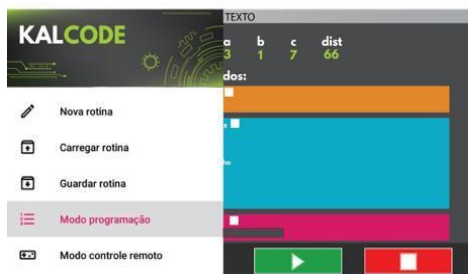 KALCODE
TEXTO
a b c dist
3 1 7 66
dos:
Nova rotina
Carregar rotina
Guardar rotina
Modo programação
Modo controle remoto